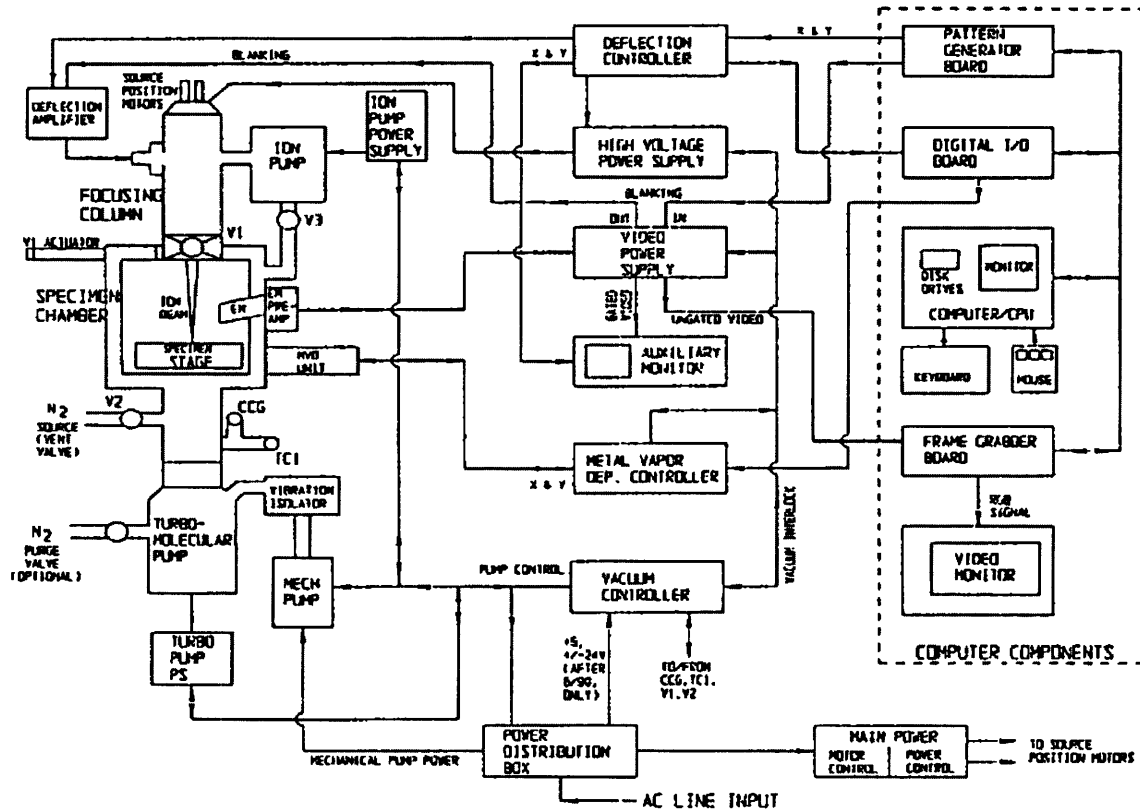 X & Y
BLANKING
SOURCE
POSITION
MOTORS
DEFLECTION
AMPLIFIER
FOCUSING
COLUMN
ION
PUMP
ION
PUMP
POWER
SUPPLY
V3
V1
V1 ACTUATOR
SPECIMEN
CHAMBER
ION
BEAM
EM
EM
PRE
AMP
SPECIMEN
STAGE
MVD
UNIT
N2
SOURCE
(VENT
VALVE)
V2
CCG
TC1
VIBRATION
ISOLATOR
N2
PURGE
VALVE
(OPTIONAL)
TURBO-
MOLECULAR
PUMP
MECH
PUMP
TURBO
PUMP
PS
DEFLECTION
CONTROLLER
X & Y
X & Y
HIGH VOLTAGE
POWER SUPPLY
BLANKING
OUT
IN
VIDEO
POWER
SUPPLY
GATED
VIDEO
UNGATED VIDEO
AUXILIARY
MONITOR
METAL VAPOR
DEP. CONTROLLER
X & Y
VACUUM INTERLOCK
PUMP CONTROL
VACUUM
CONTROLLER
+5,
+/-24V
(AFTER
6/90,
ONLY)
TO/FROM
CCG,TC1,
V1,V2
MECHANICAL PUMP POWER
POWER
DISTRIBUTION
BOX
AC LINE INPUT
MAIN POWER
MOTOR
CONTROL
POWER
CONTROL
TO SOURCE
POSITION MOTORS
PATTERN
GENERATOR
BOARD
DIGITAL I/O
BOARD
DISK
DRIVES
MONITOR
COMPUTER/CPU
KEYBOARD
MOUSE
FRAME GRABBER
BOARD
RGB
SIGNAL
VIDEO
MONITOR
COMPUTER COMPONENTS